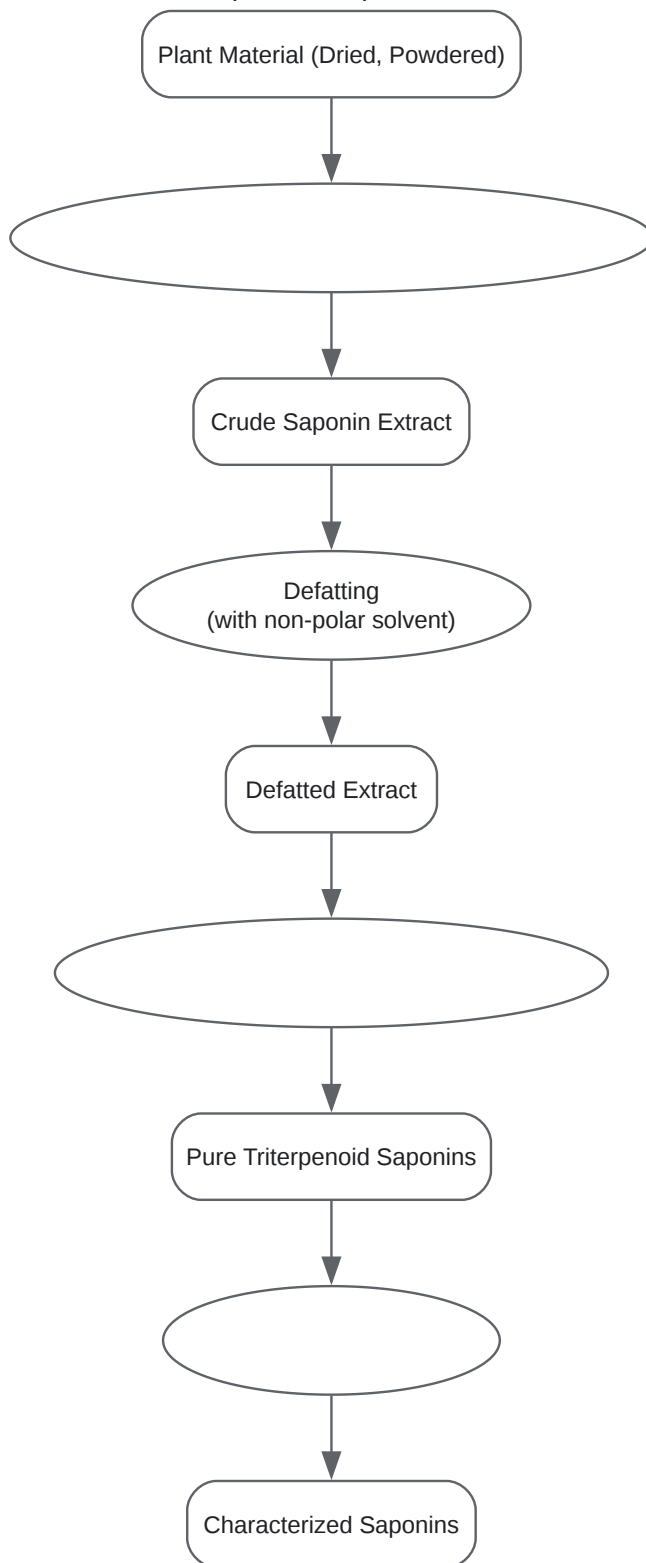 Plant Material (Dried, Powdered)
Crude Saponin Extract
Defatting
(with non-polar solvent)
Defatted Extract
Pure Triterpenoid Saponins
Characterized Saponins